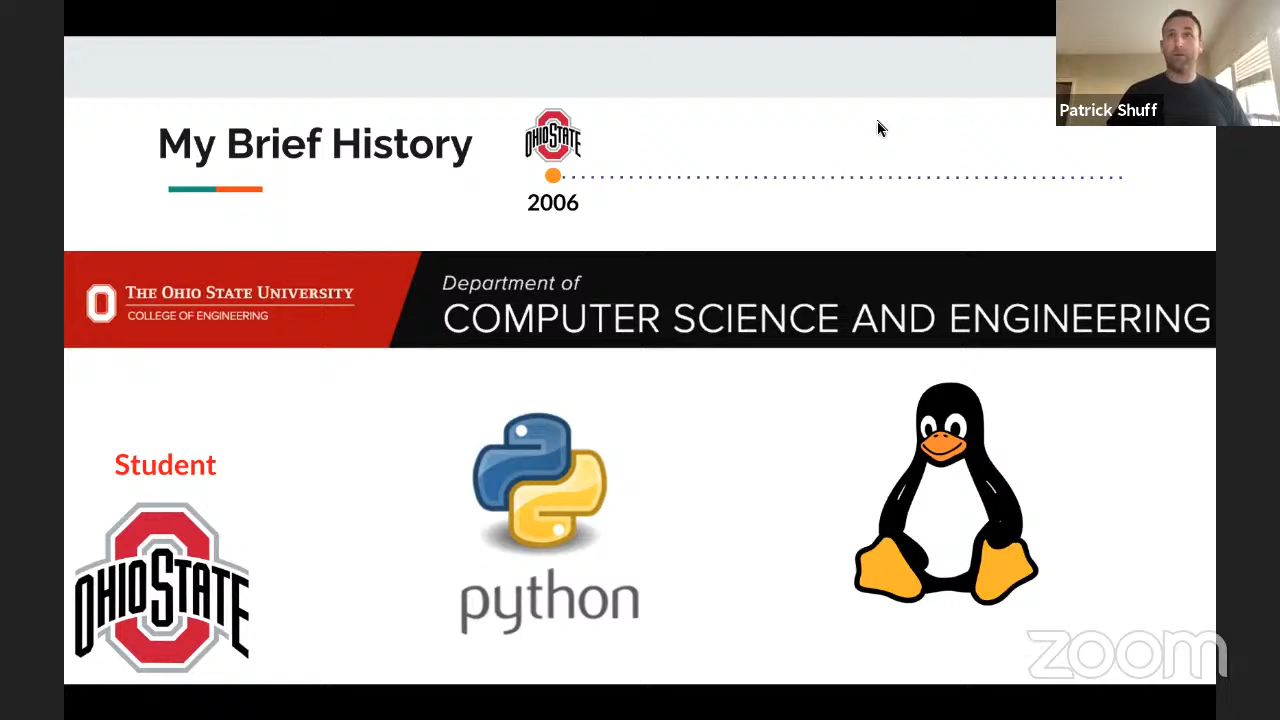 Patrick Shuff
My Brief History
OHIO STATE
2006
THE OHIO STATE UNIVERSITY
COLLEGE OF ENGINEERING
Department of
COMPUTER SCIENCE AND ENGINEERING
Student
OHIO STATE
python
zoom